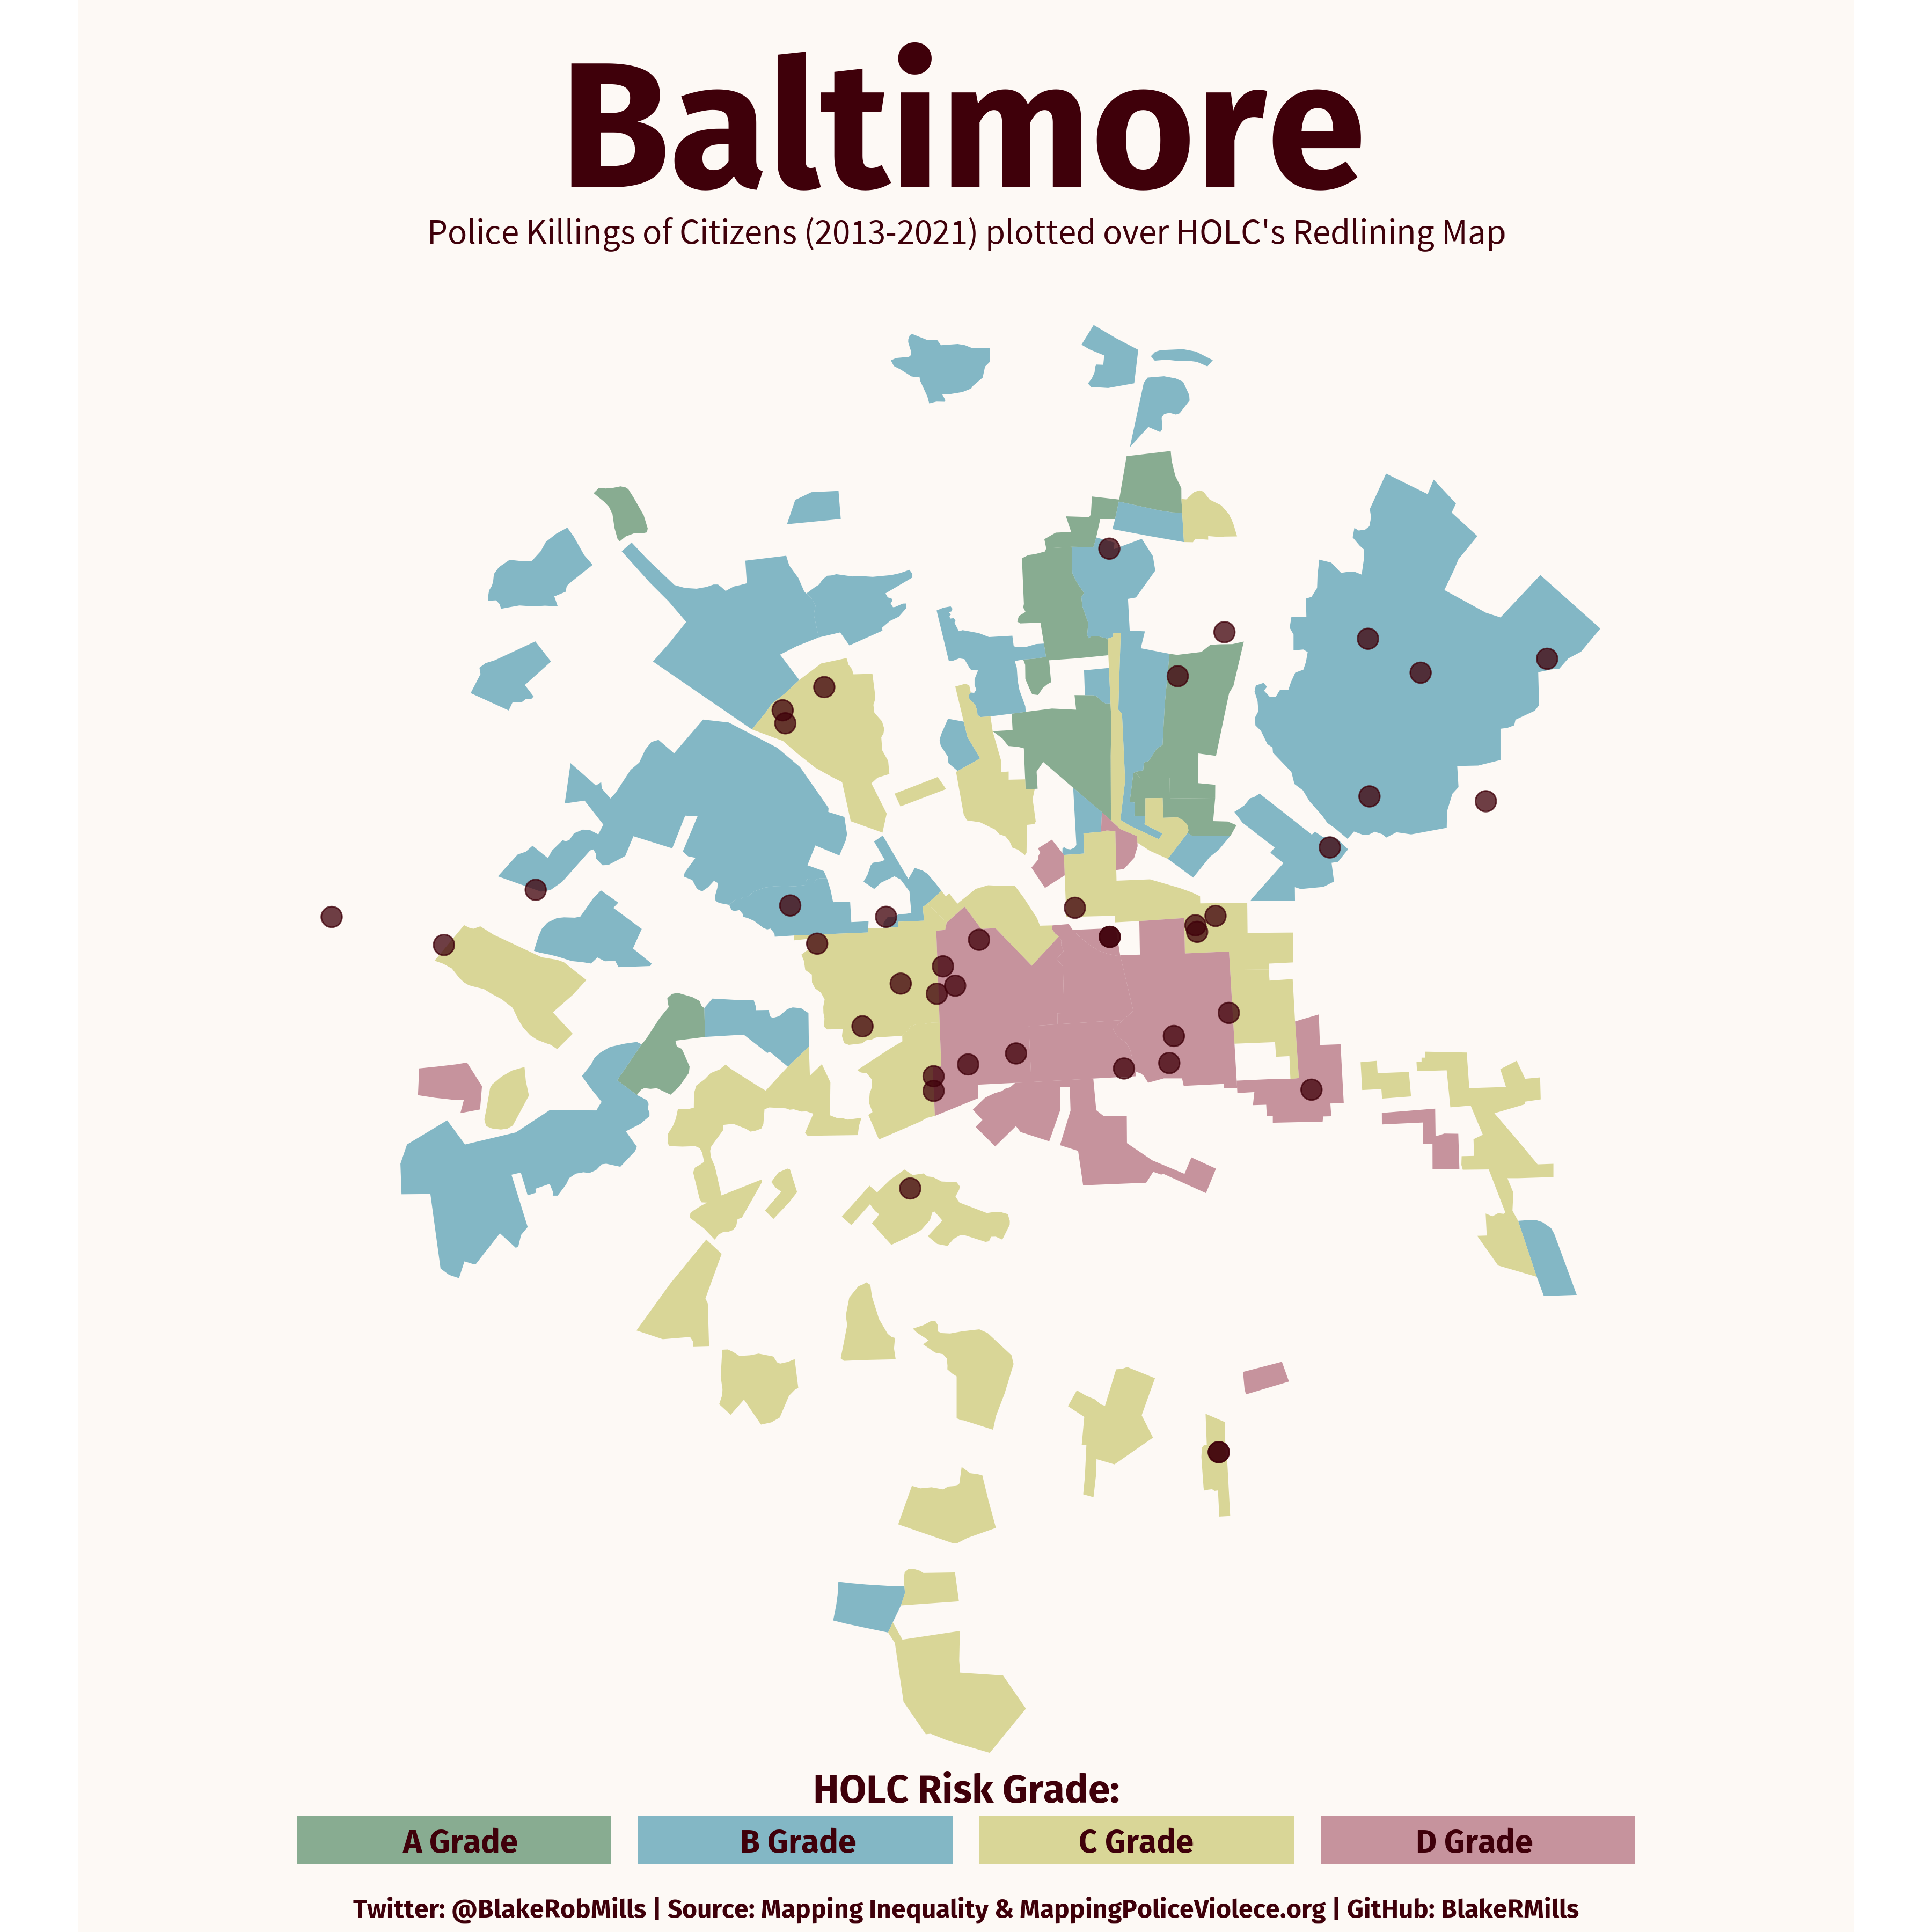 Baltimore
Police Killings of Citizens (2013-2021) plotted over HOLC's Redlining Map
HOLC Risk Grade:
A Grade B Grade C Grade D Grade
Twitter: @BlakeRobMills | Source: Mapping Inequality & MappingPoliceViolece.org | GitHub: BlakeRMills